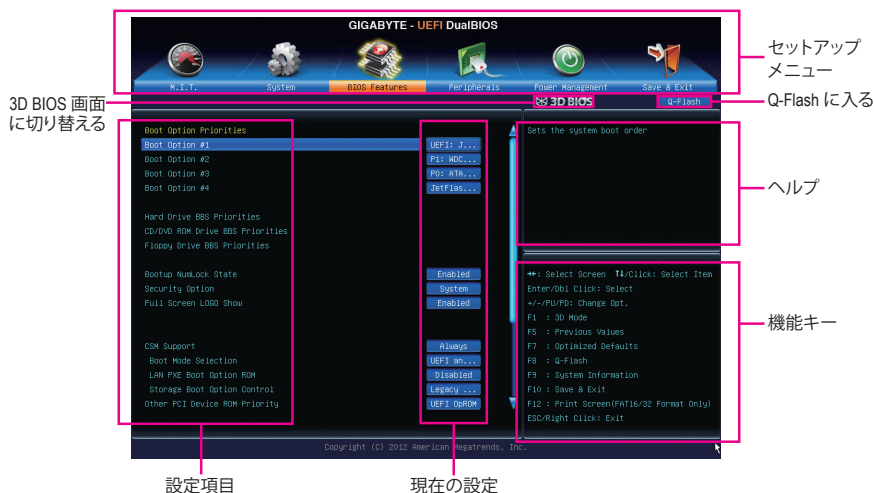 GIGABYTE - UEFI DualBIOS
セットアップ
メニュー
M.I.T.
System
BIOS Features
Peripherals
Power Management
Save & Exit
3D BIOS 画面
に切り替える
3D BIOS
Q-Flash
Q-Flash に入る
Boot Option Priorities
Boot Option #1 UEFI: J...
Boot Option #2 P1: WDC...
Boot Option #3 P0: ATA...
Boot Option #4 JetFlas...
Hard Drive BBS Priorities
CD/DVD ROM Drive BBS Priorities
Floppy Drive BBS Priorities
Bootup NumLock State Enabled
Security Option System
Full Screen LOGO Show Enabled
CSM Support Always
Boot Mode Selection UEFI an...
LAN PXE Boot Option ROM Disabled
Storage Boot Option Control Legacy ...
Other PCI Device ROM Priority UEFI OpROM
Sets the system boot order
ヘルプ
→←: Select Screen ↑↓/Click: Select Item
Enter/Dbl Click: Select
+/-/PU/PD: Change Opt.
F1 : 3D Mode
F5 : Previous Values
F7 : Optimized Defaults
F8 : Q-Flash
F9 : System Information
F10 : Save & Exit
F12 : Print Screen(FAT16/32 Format Only)
ESC/Right Click: Exit
機能キー
Copyright (C) 2012 American Megatrends, Inc.
設定項目
現在の設定